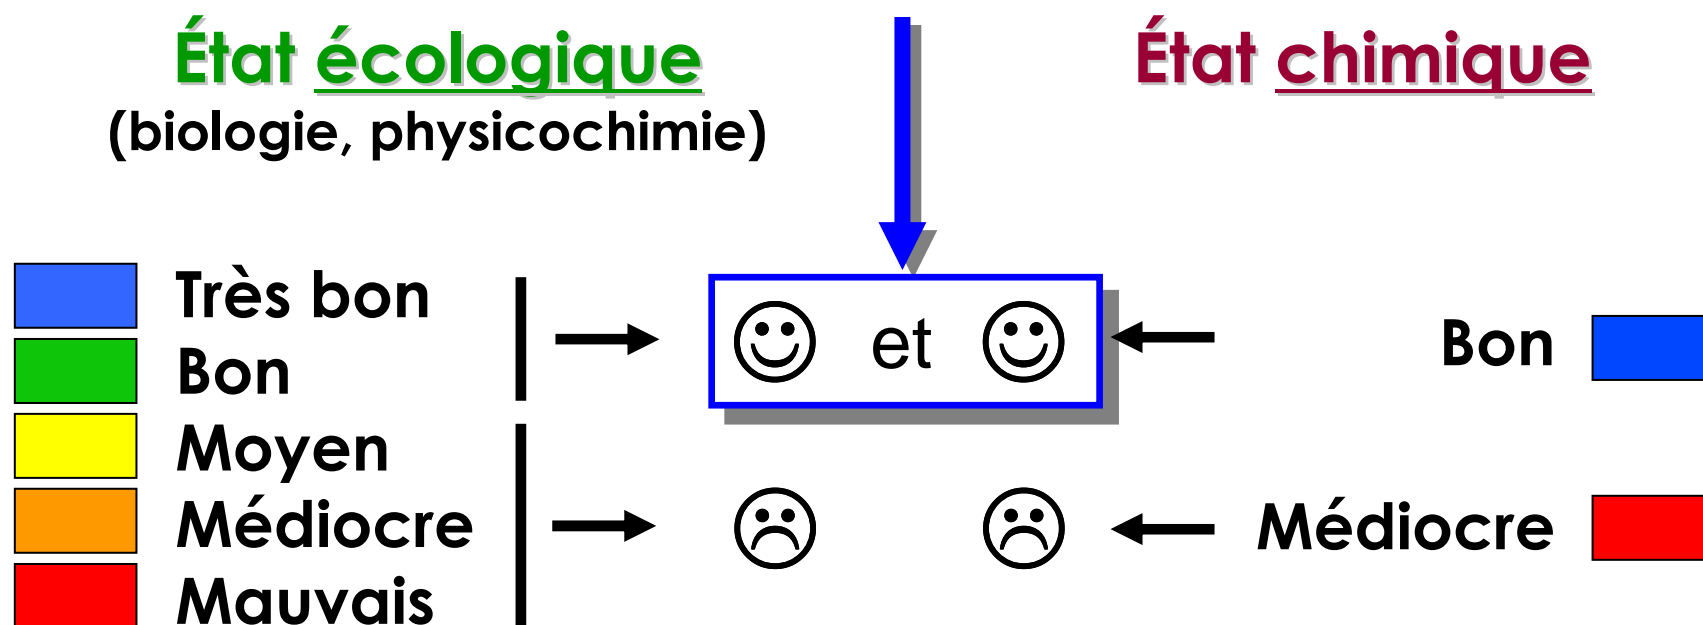 État écologique
(biologie, physicochimie)
État chimique
Très bon
Bon
Moyen
Médiocre
Mauvais
et
Bon
Médiocre